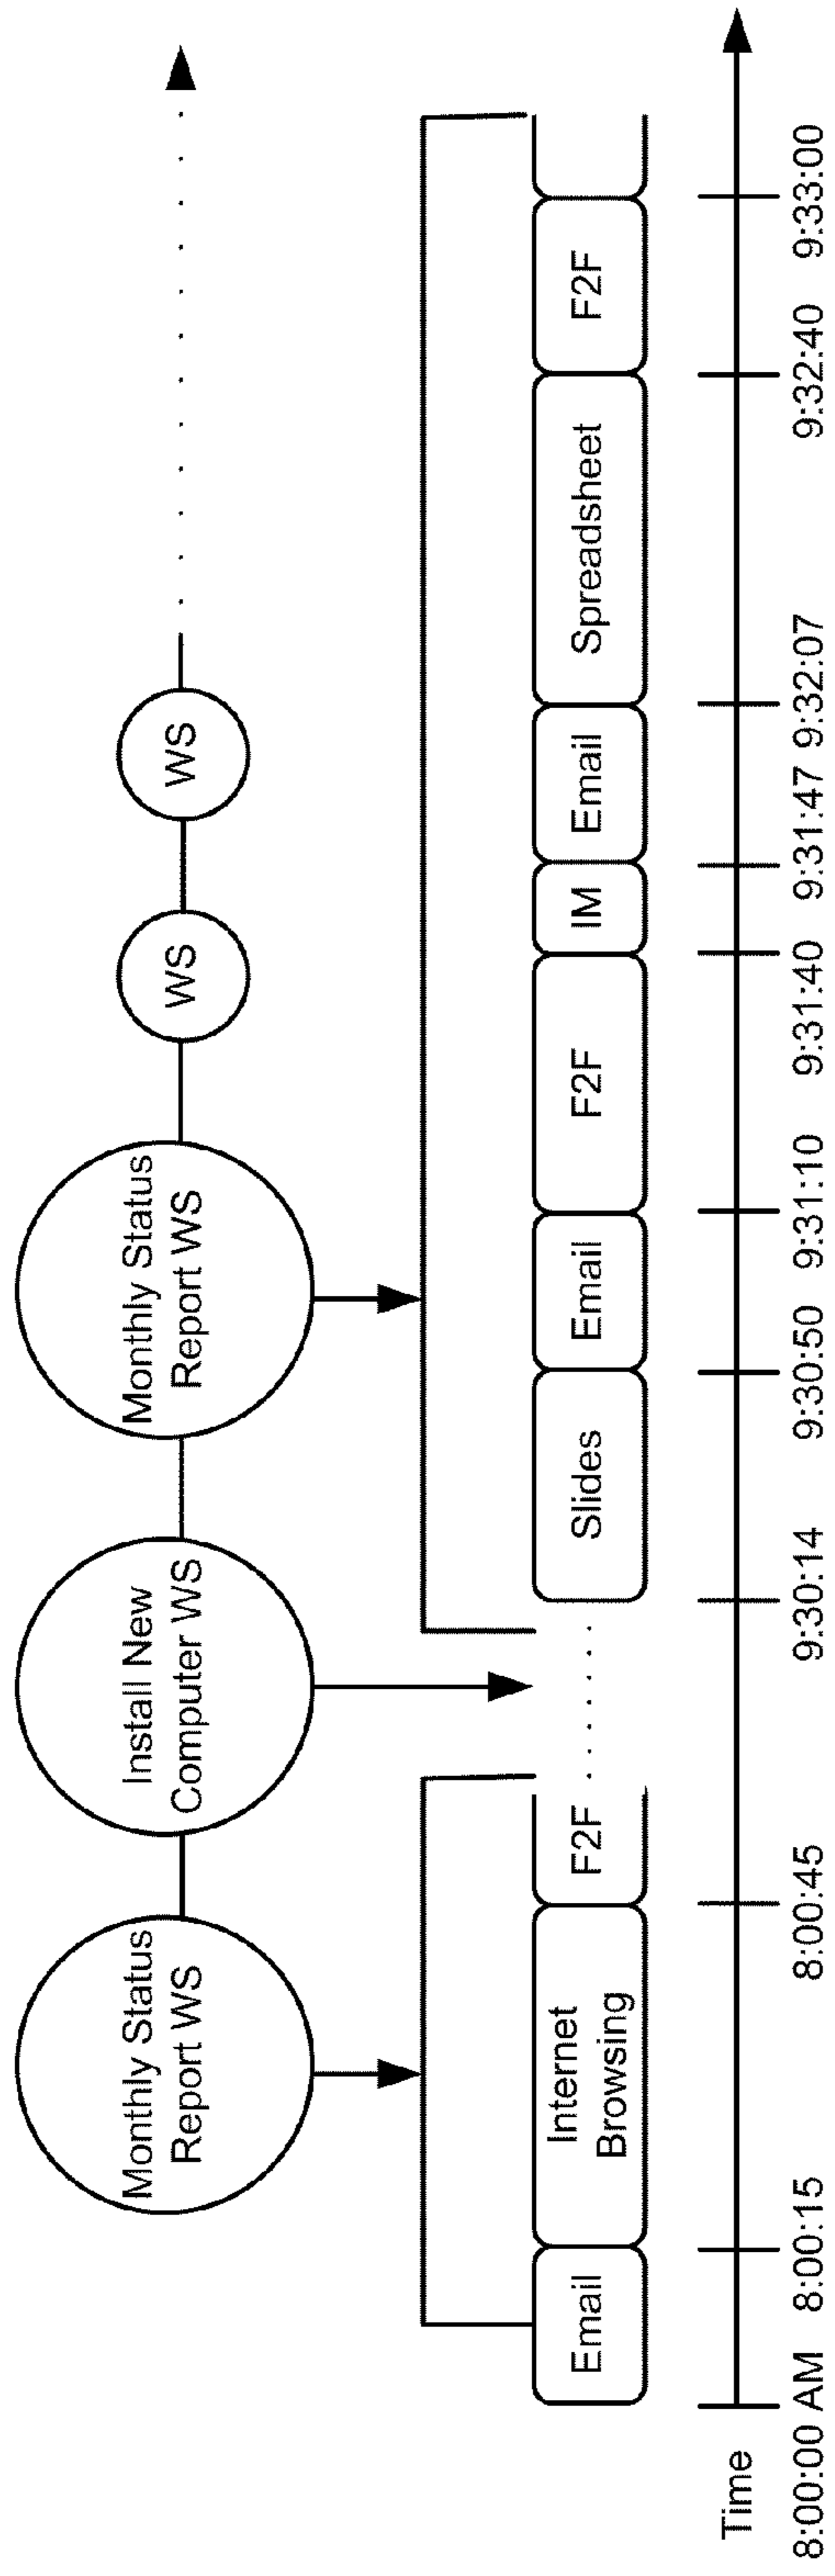 Monthly Status
Report WS
Install New
Computer WS
Monthly Status
Report WS
WS
WS
Email
Internet
Browsing
F2F
Slides
Email
F2F
IM
Email
Spreadsheet
F2F
Time
8:00:00 AM
8:00:15
8:00:45
9:30:14
9:30:50
9:31:10
9:31:40
9:31:47
9:32:07
9:32:40
9:33:00